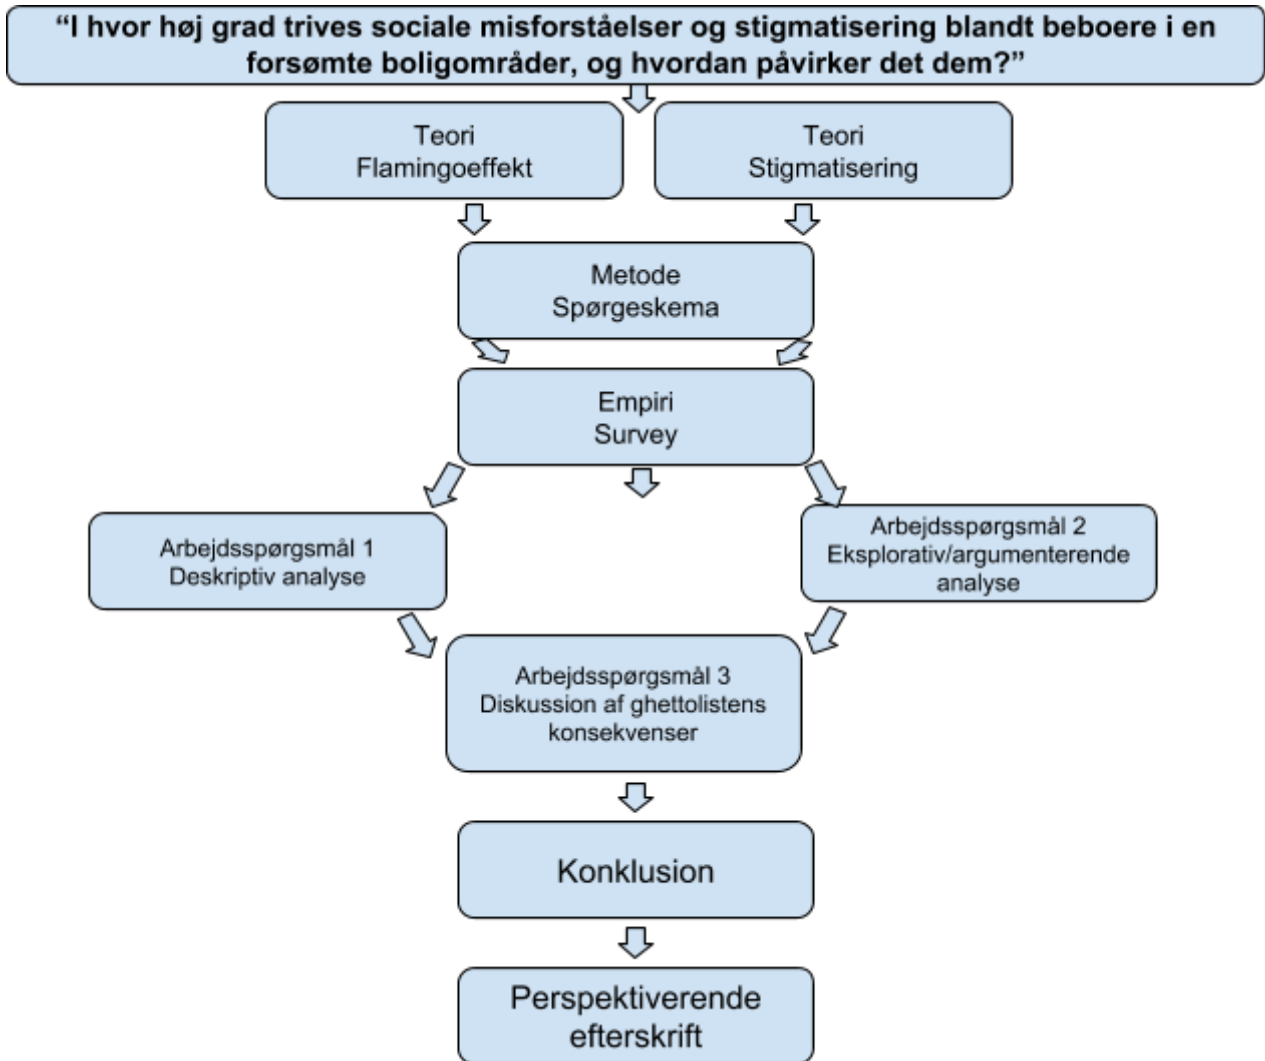 “I hvor høj grad trives sociale misforståelser og stigmatisering blandt beboere i en
forsømte boligområder, og hvordan påvirker det dem?”
Teori
Flamingoeffekt
Teori
Stigmatisering
Metode
Spørgeskema
Empiri
Survey
Arbejdsspørgsmål 1
Deskriptiv analyse
Arbejdsspørgsmål 2
Eksplorativ/argumenterende
analyse
Arbejdsspørgsmål 3
Diskussion af ghettolistens
konsekvenser
Konklusion
Perspektiverende
efterskrift